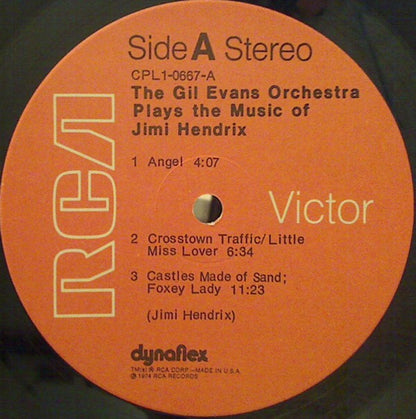 Side A Stereo
CPL1-0667-A
The Gil Evans Orchestra
Plays the Music of
Jimi Hendrix
1 Angel 4:07
RCA
Victor
2 Crosstown Traffic/Little
Miss Lover 6:34
3 Castles Made of Sand;
Foxey Lady 11:23
(Jimi Hendrix)
dynaflex
TM(s) ® RCA CORP.—MADE IN U.S.A.
℗ 1974 RCA RECORDS